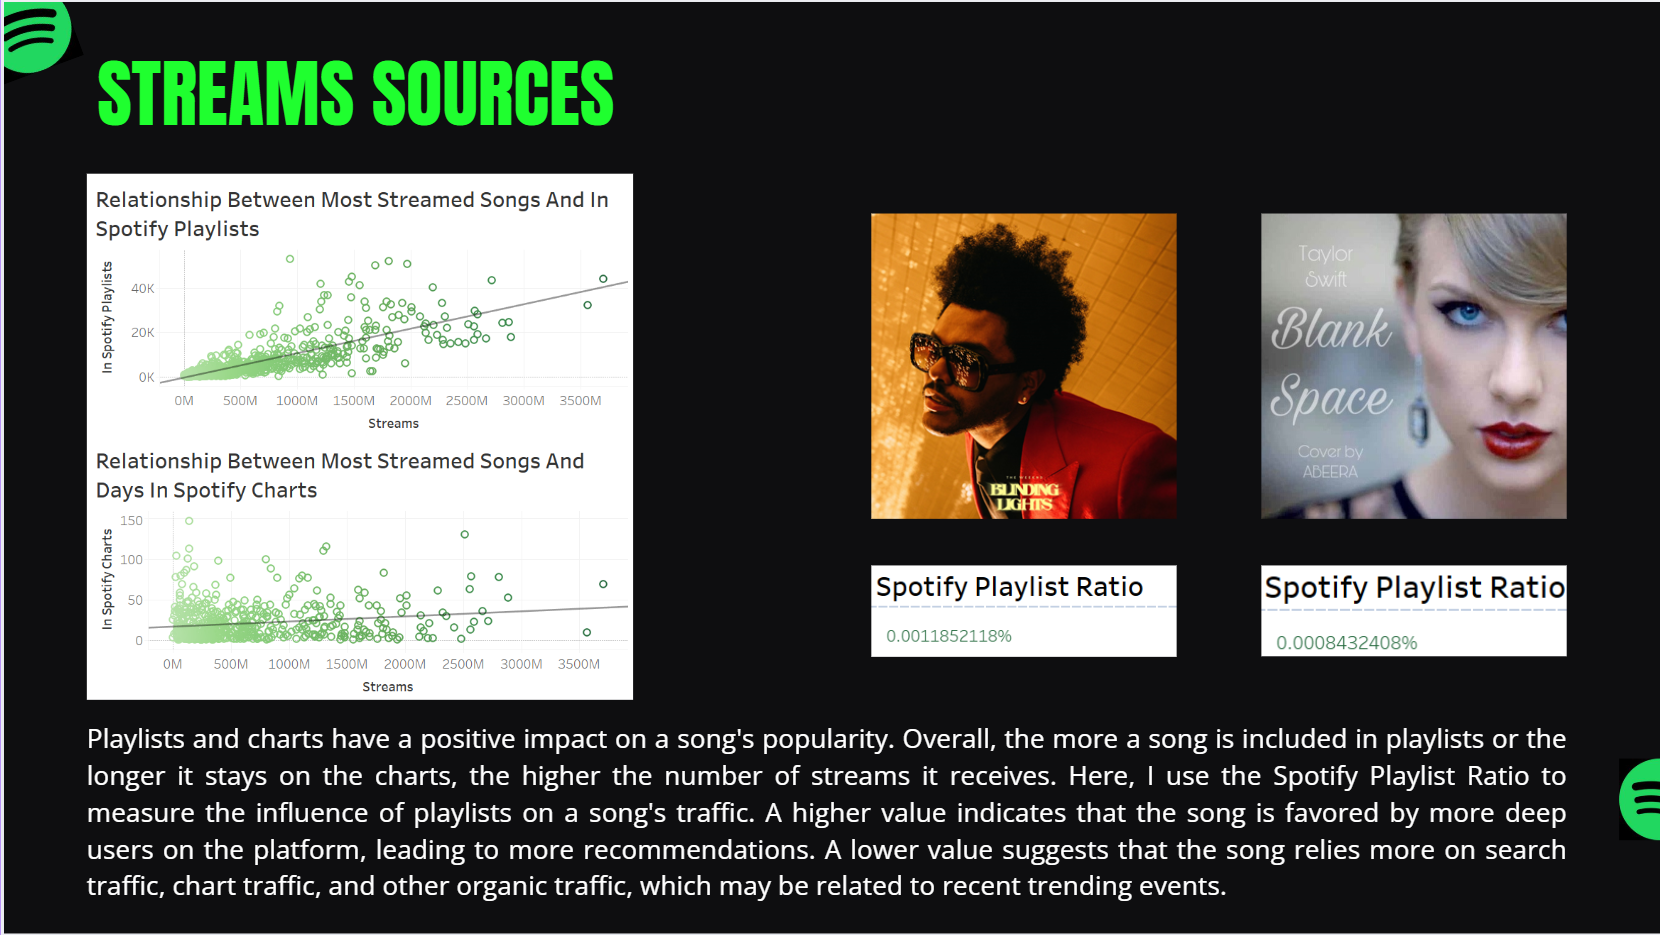 STREAMS SOURCES
Relationship Between Most Streamed Songs And In
Spotify Playlists
In Spotify Playlists
40K
20K
0K
0M 500M 1000M 1500M 2000M 2500M 3000M 3500M
Streams
Relationship Between Most Streamed Songs And
Days In Spotify Charts
In Spotify Charts
150
100
50
0
0M 500M 1000M 1500M 2000M 2500M 3000M 3500M
Streams
THE WEEKND
BLINDING
LIGHTS
Spotify Playlist Ratio
0.0011852118%
Taylor
Swift
Blank
Space
Cover by
ABEERA
Spotify Playlist Ratio
0.0008432408%
Playlists and charts have a positive impact on a song's popularity. Overall, the more a song is included in playlists or the
longer it stays on the charts, the higher the number of streams it receives. Here, I use the Spotify Playlist Ratio to
measure the influence of playlists on a song's traffic. A higher value indicates that the song is favored by more deep
users on the platform, leading to more recommendations. A lower value suggests that the song relies more on search
traffic, chart traffic, and other organic traffic, which may be related to recent trending events.